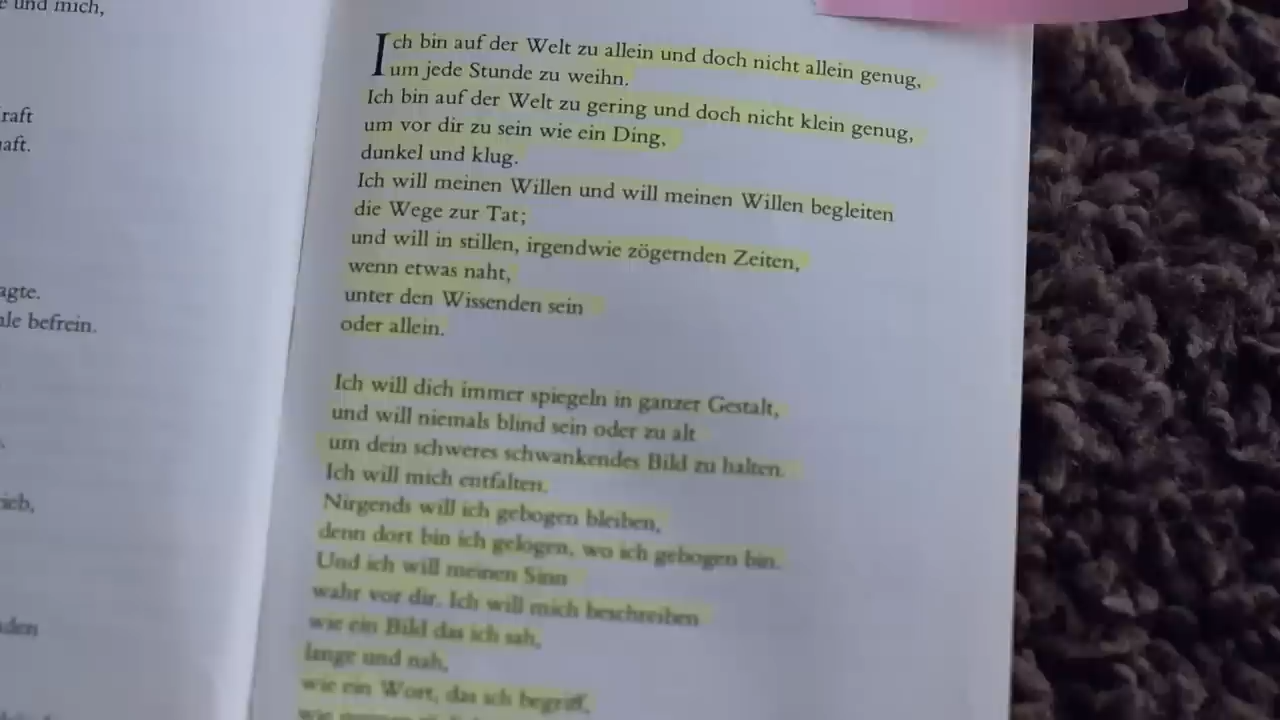 und mich,
raft
aft.
agte.
befrein.
den
Ich bin auf der Welt zu allein und doch nicht allein genug,
um jede Stunde zu weihn.
Ich bin auf der Welt zu gering und doch nicht klein genug,
um vor dir zu sein wie ein Ding,
dunkel und klug.
Ich will meinen Willen und will meinen Willen begleiten
die Wege zur Tat;
und will in stillen, irgendwie zögernden Zeiten,
wenn etwas naht,
unter den Wissenden sein
oder allein.
Ich will dich immer spiegeln in ganzer Gestalt,
und will niemals blind sein oder zu alt
um dein schweres schwankendes Bild zu halten.
Ich will mich entfalten.
Nirgends will ich gebogen bleiben,
denn dort bin ich gelogen, wo ich gebogen bin.
Und ich will meinen Sinn
wahr vor dir. Ich will mich beschreiben
wie ein Bild das ich sah,
lange und nah,
wie ein Wort, das ich begriff,